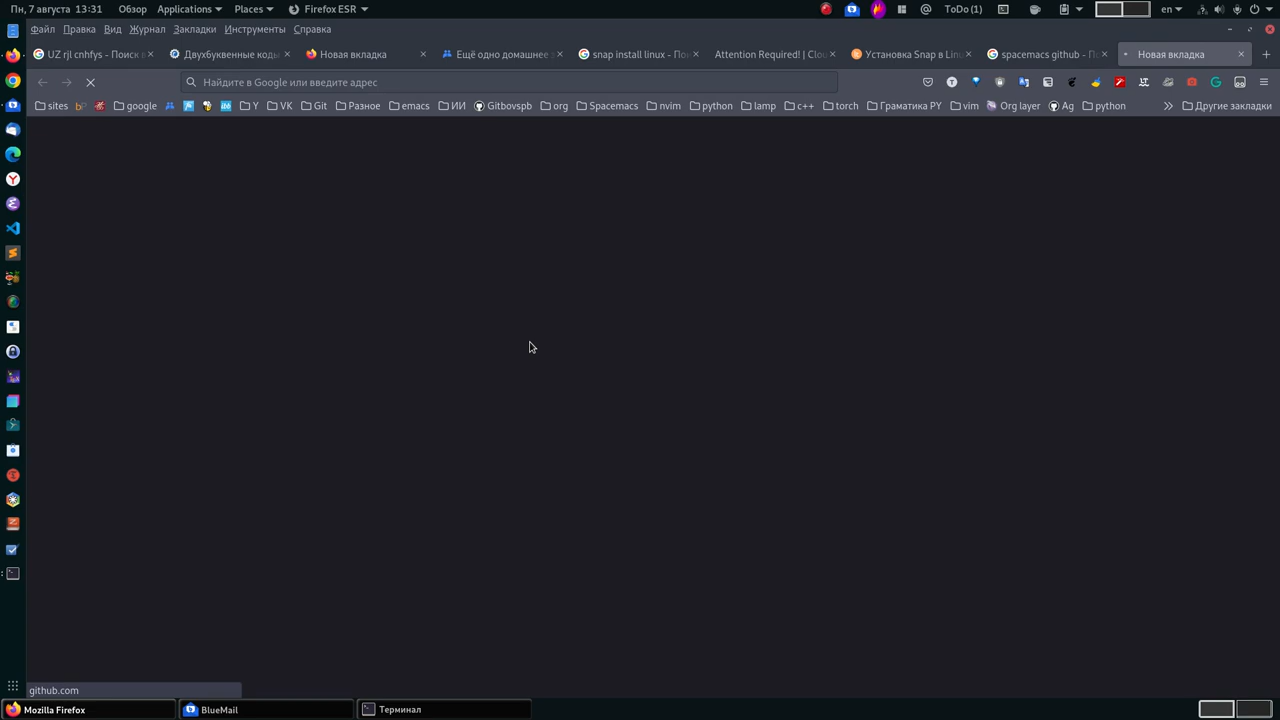 Пн, 7 августа 13:31 Обзор Applications Places Firefox ESR ToDo (1) en
Файл Правка Вид Журнал Закладки Инструменты Справка
UZ rjl cnhfys - Поиск Двухбуквенные коды Новая вкладка Ещё одно домашнее snap install linux - По Attention Required! | Clou Установка Snap в Lin spacemacs github - П Новая вкладка
Найдите в Google или введите адрес
sites google Y VK Git Разное emacs ИИ Gitbovspb org Spacemacs nvim python lamp c++ torch Граматика PY vim Org layer Ag python Другие закладки
github.com
Mozilla Firefox BlueMail Терминал